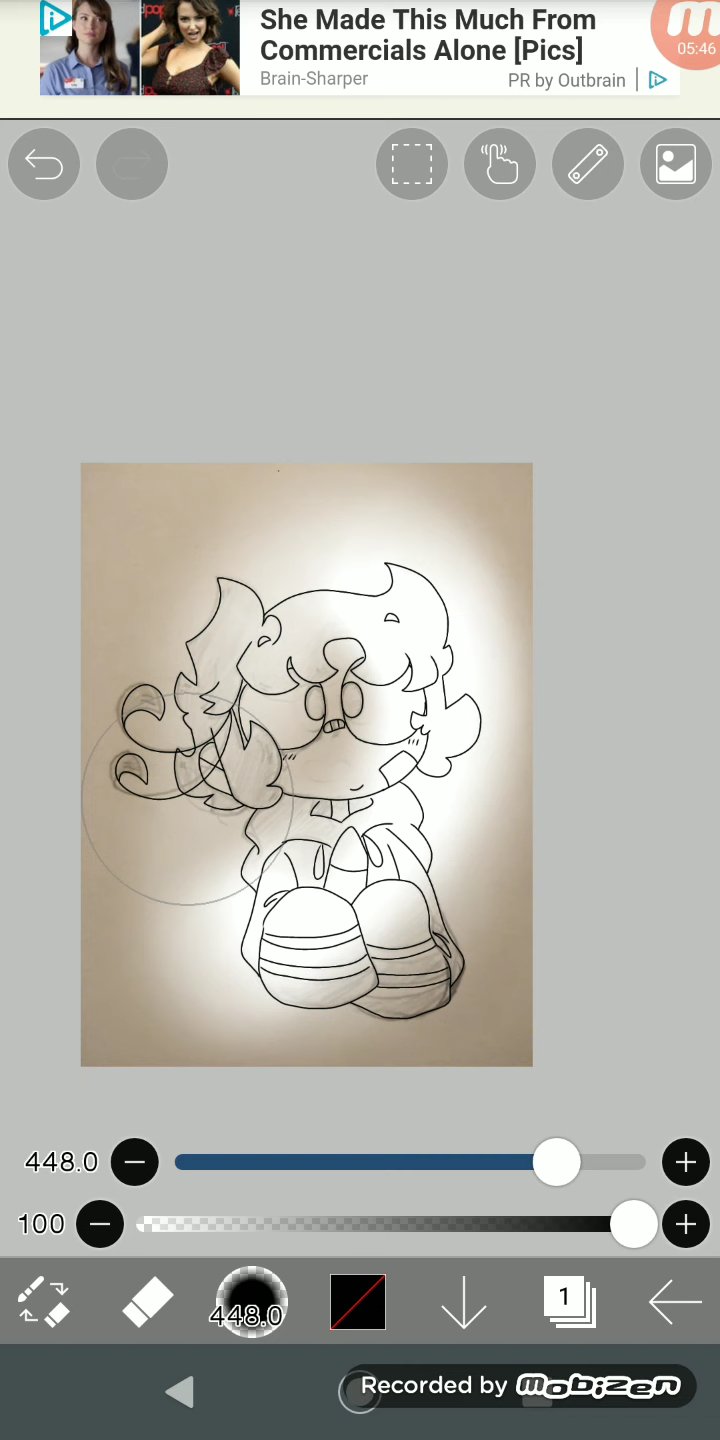 She Made This Much From
Commercials Alone [Pics]
Brain-Sharper
PR by Outbrain
05:46
448.0
100
448.0
1
Recorded by mobizen